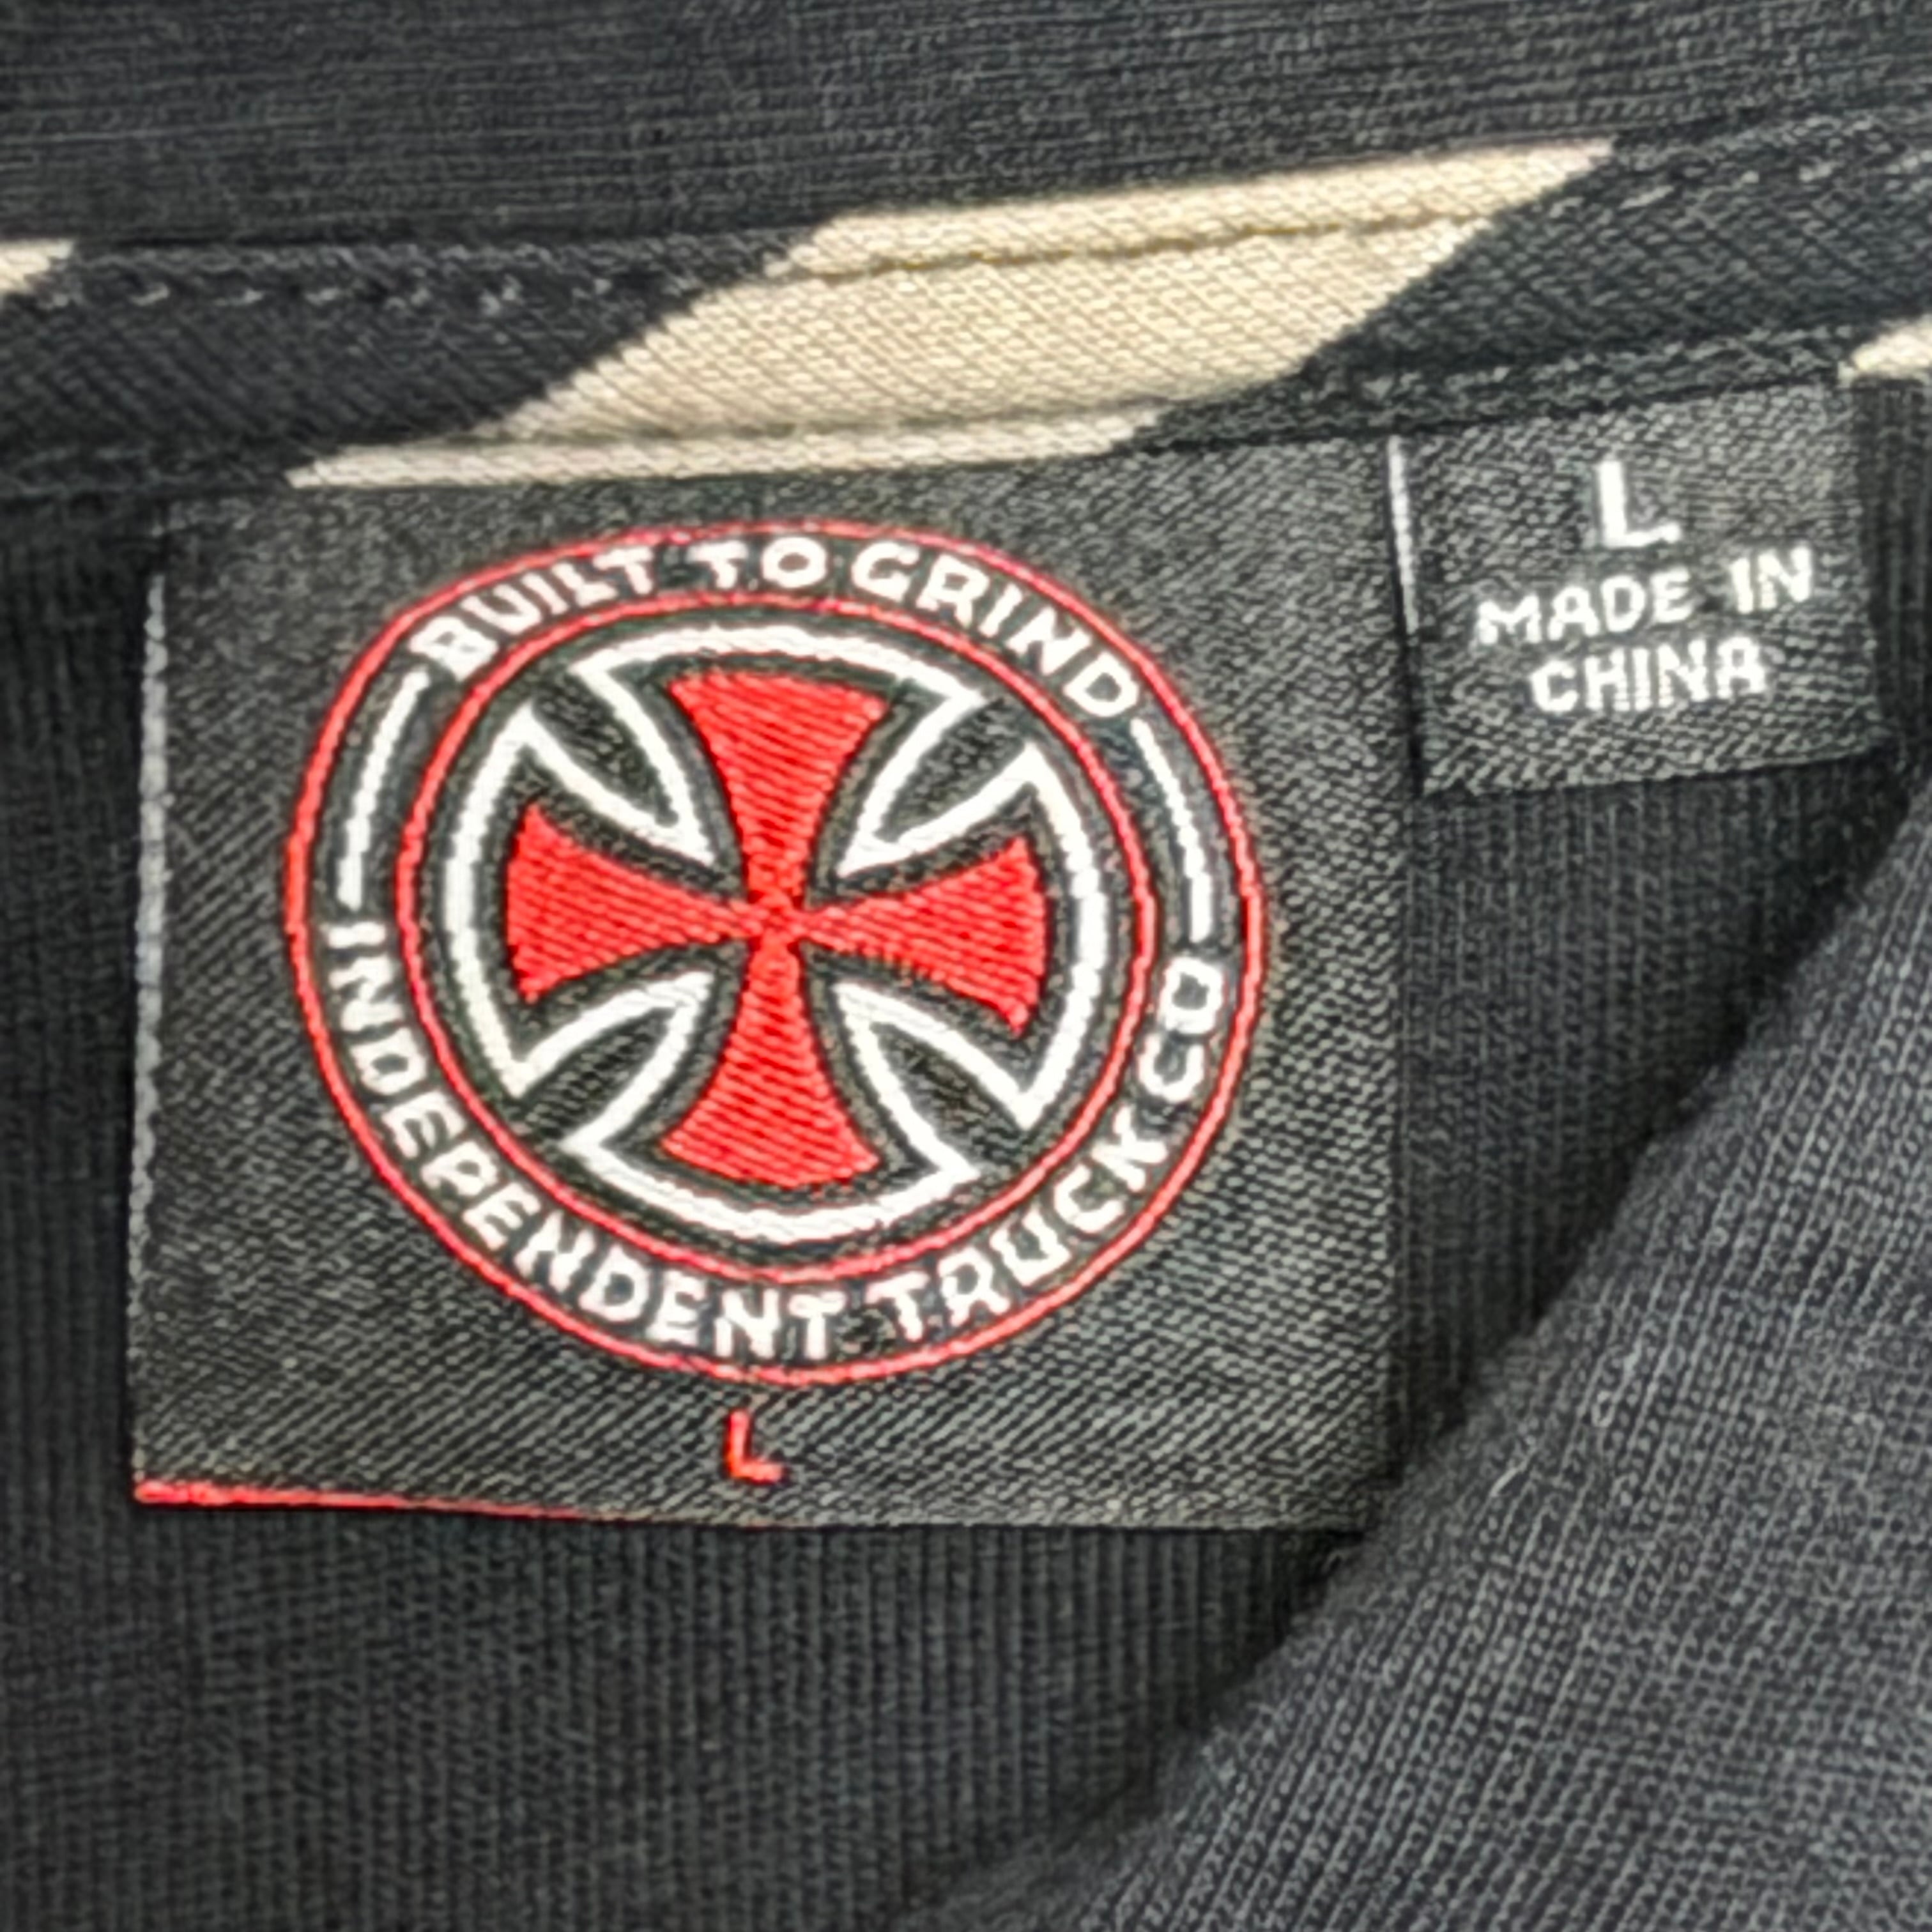 BUILT TO GRIND
INDEPENDENT TRUCK CO
L
L
MADE IN
CHINA